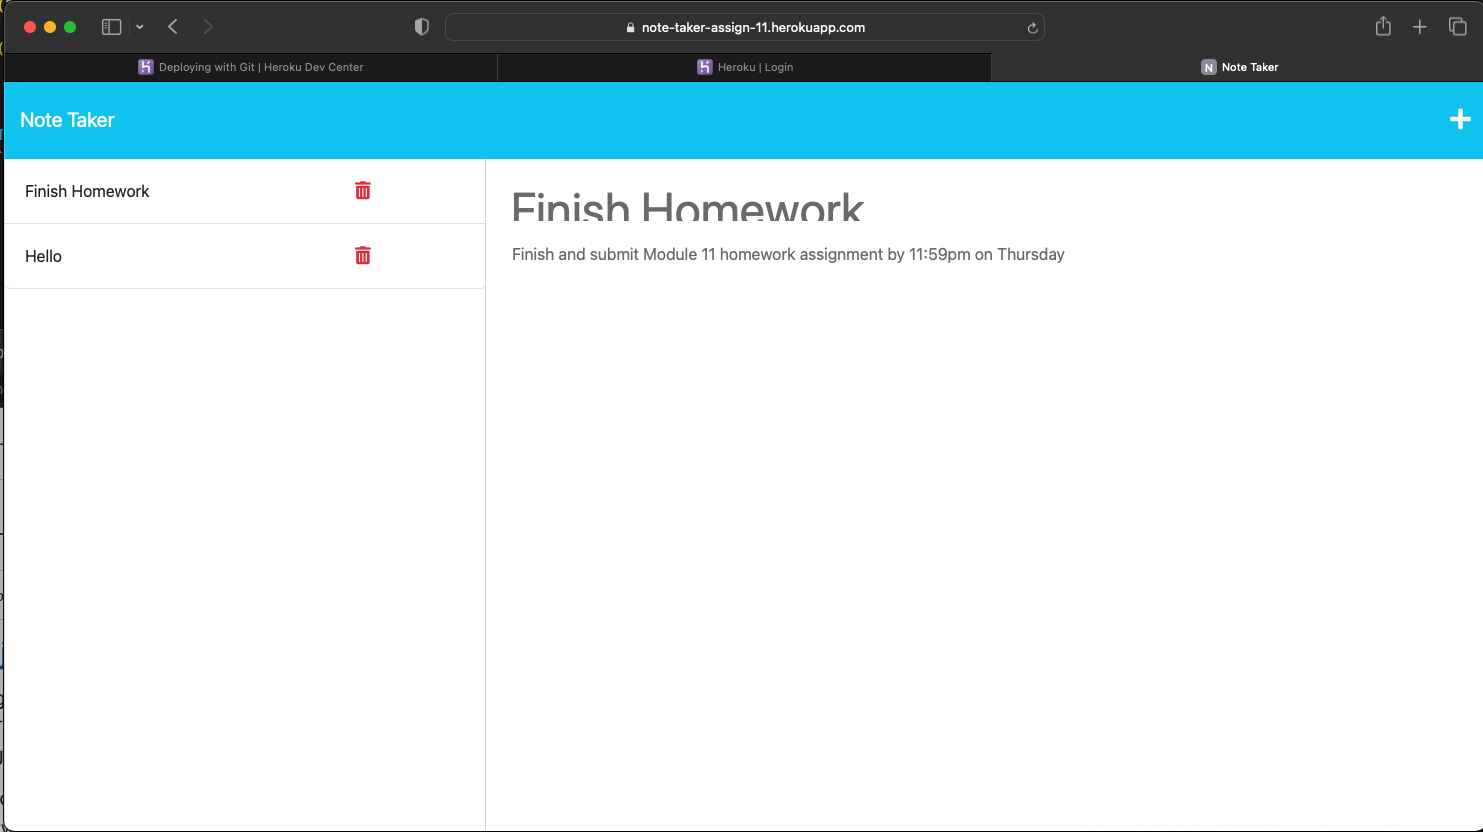 note-taker-assign-11.herokuapp.com
Deploying with Git | Heroku Dev Center
Heroku | Login
N Note Taker
Note Taker
Finish Homework
Hello
Finish Homework
Finish and submit Module 11 homework assignment by 11:59pm on Thursday